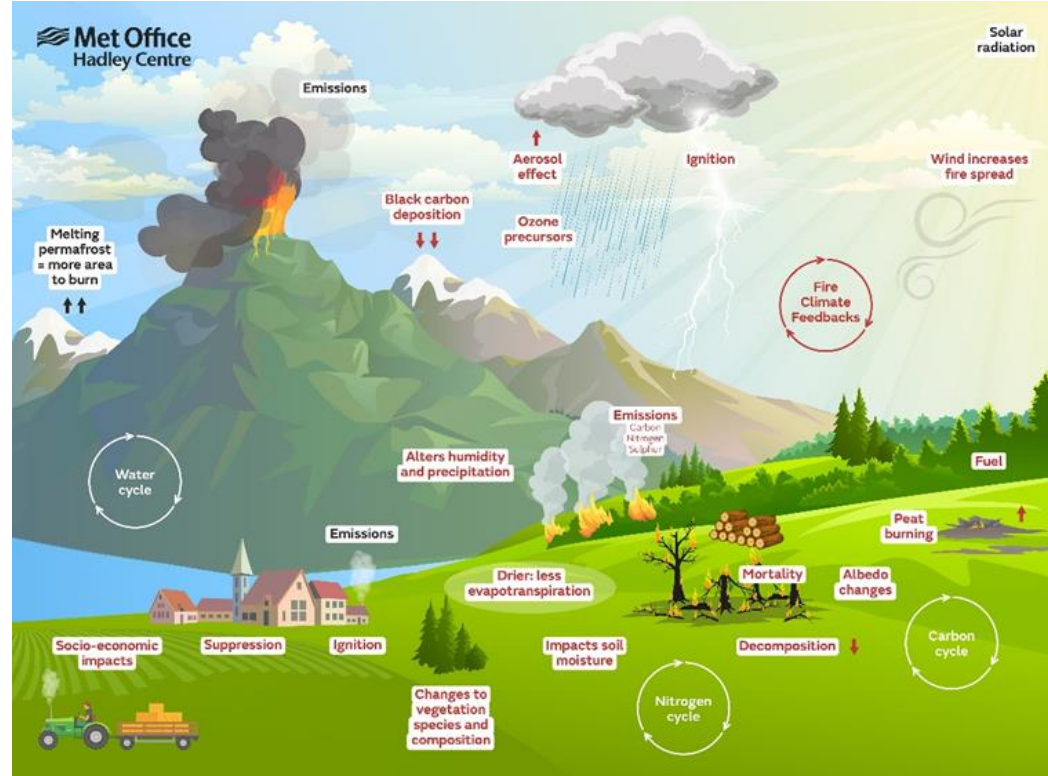 Met Office
Hadley Centre
Solar
radiation
Emissions
Aerosol
effect
Ignition
Wind increases
fire spread
Black carbon
deposition
Ozone
precursors
Melting
permafrost
= more area
to burn
Fire
Climate
Feedbacks
Emissions
Carbon
Nitrogen
Sulphur
Alters humidity
and precipitation
Fuel
Water
cycle
Peat
burning
Emissions
Drier: less
evapotranspiration
Mortality
Albedo
changes
Socio-economic
impacts
Suppression
Ignition
Impacts soil
moisture
Decomposition
Carbon
cycle
Changes to
vegetation
species and
composition
Nitrogen
cycle